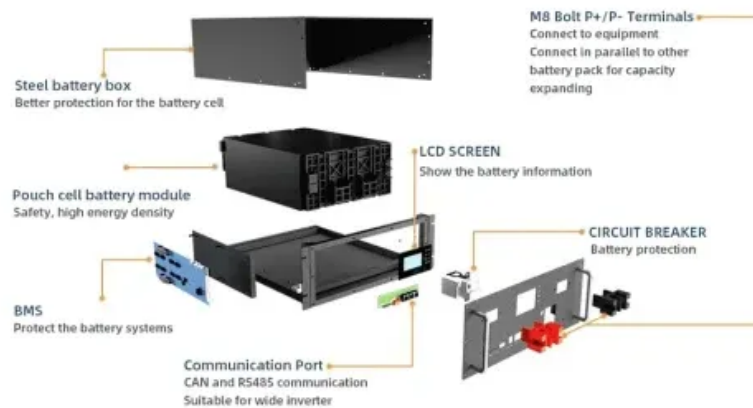 M8 Bolt P+/P- Terminals
Connect to equipment
Connect in parallel to other
battery pack for capacity
expanding
Steel battery box
Better protection for the battery cell
LCD SCREEN
Show the battery information
Pouch cell battery module
Safety, high energy density
CIRCUIT BREAKER
Battery protection
BMS
Protect the battery systems
Communication Port
CAN and RS485 communication
Suitable for wide inverter